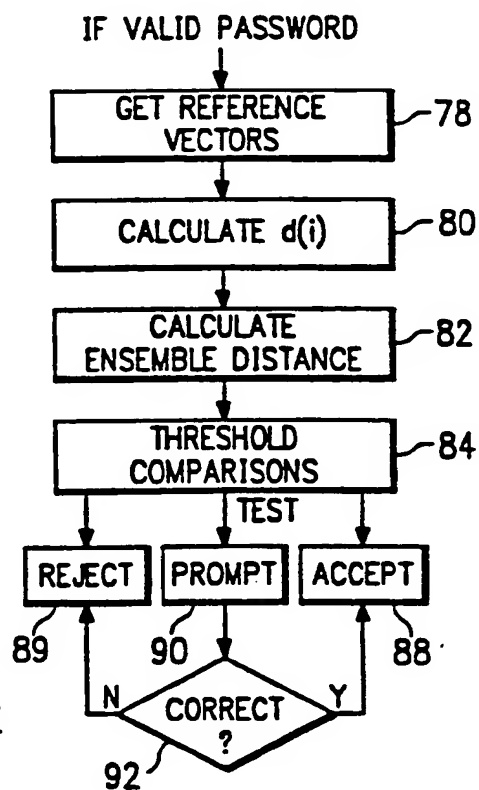 IF VALID PASSWORD
GET REFERENCE
VECTORS
78
CALCULATE d(i)
80
CALCULATE
ENSEMBLE DISTANCE
82
THRESHOLD
COMPARISONS
84
TEST
REJECT
PROMPT
ACCEPT
89
90
88
N
CORRECT
?
Y
92